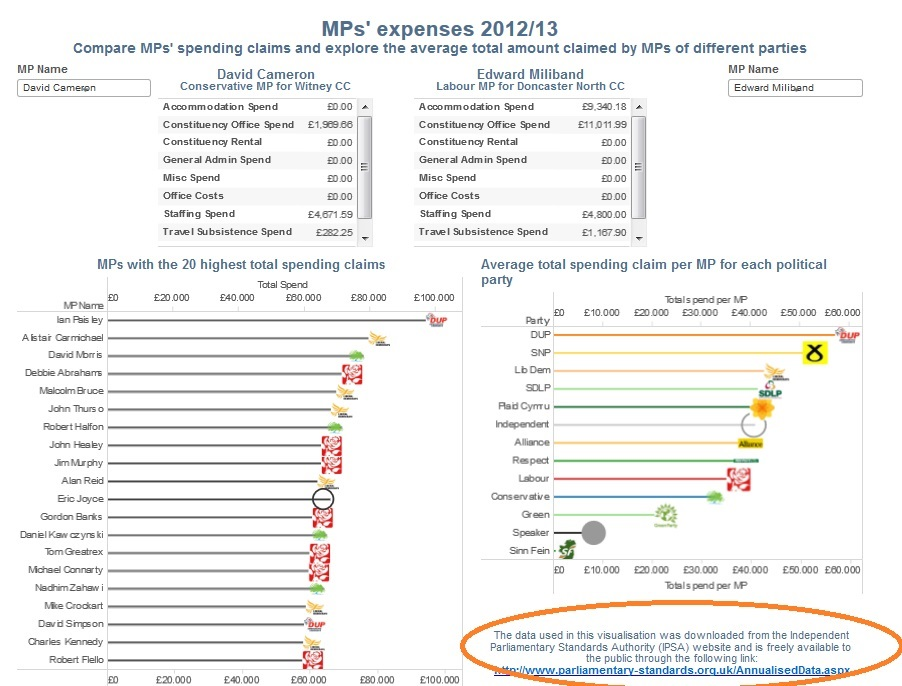 MPs' expenses 2012/13
Compare MPs' spending claims and explore the average total amount claimed by MPs of different parties
MP Name
David Cameron
David Cameron
Conservative MP for Witney CC
Accommodation Spend £0.00
Constituency Office Spend £1,969.66
Constituency Rental £0.00
General Admin Spend £0.00
Misc Spend £0.00
Office Costs £0.00
Staffing Spend £4,671.59
Travel Subsistence Spend £282.25
Edward Miliband
Labour MP for Doncaster North CC
Accommodation Spend £9,340.18
Constituency Office Spend £11,011.99
Constituency Rental £0.00
General Admin Spend £0.00
Misc Spend £0.00
Office Costs £0.00
Staffing Spend £4,800.00
Travel Subsistence Spend £1,167.90
MP Name
Edward Miliband
MPs with the 20 highest total spending claims
Total Spend
£0 £20.000 £40.000 £60.000 £80.000 £100.000
MP Name
Ian Paisley DUP
Alistair Carmichael
David Morris
Debbie Abrahams
Malcolm Bruce
John Thurso
Robert Halfon
John Healey
Jim Murphy
Alan Reid
Eric Joyce
Gordon Banks
Daniel Kawczynski
Tom Greatrex
Michael Connarty
Nadhim Zahawi
Mike Crockart
David Simpson DUP
Charles Kennedy
Robert Flello
£0 £20.000 £40.000 £60.000 £80.000 £100.000
Average total spending claim per MP for each political
party
Total spend per MP
£0 £10.000 £20.000 £30.000 £40.000 £50.000 £60.000
Party
DUP DUP
SNP
Lib Dem
SDLP SDLP
Plaid Cymru
Independent
Alliance Alliance
Respect
Labour
Conservative
Green Green Party
Speaker
Sinn Fein SF
£0 £10.000 £20.000 £30.000 £40.000 £50.000 £60.000
Total spend per MP
The data used in this visualisation was downloaded from the Independent
Parliamentary Standards Authority (IPSA) website and is freely available to
the public through the following link:
http://www.parliamentary-standards.org.uk/AnnualisedData.aspx